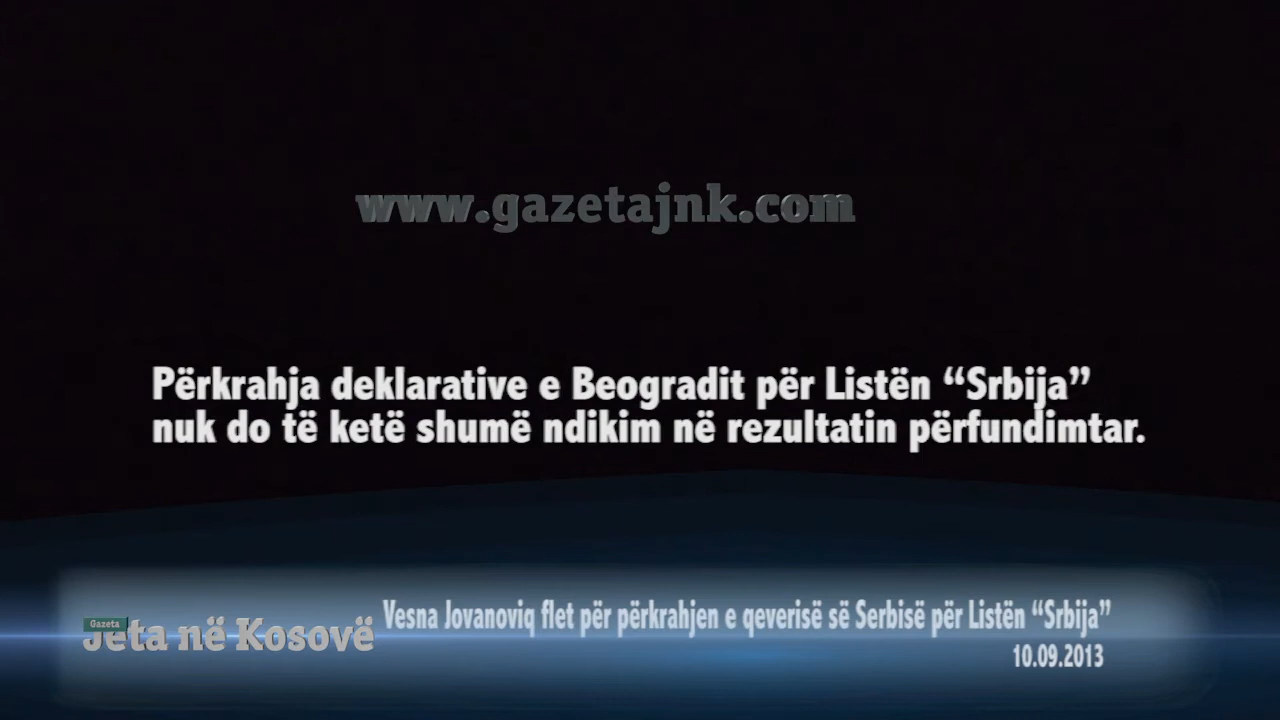 www.gazetajnk.com
Përkrahja deklarative e Beogradit për Listën “Srbija”
nuk do të ketë shumë ndikim në rezultatin përfundimtar.
Gazeta
Jeta në Kosovë
Vesna Jovanoviq flet për përkrahjen e qeverisë së Serbisë për Listën “Srbija”
10.09.2013